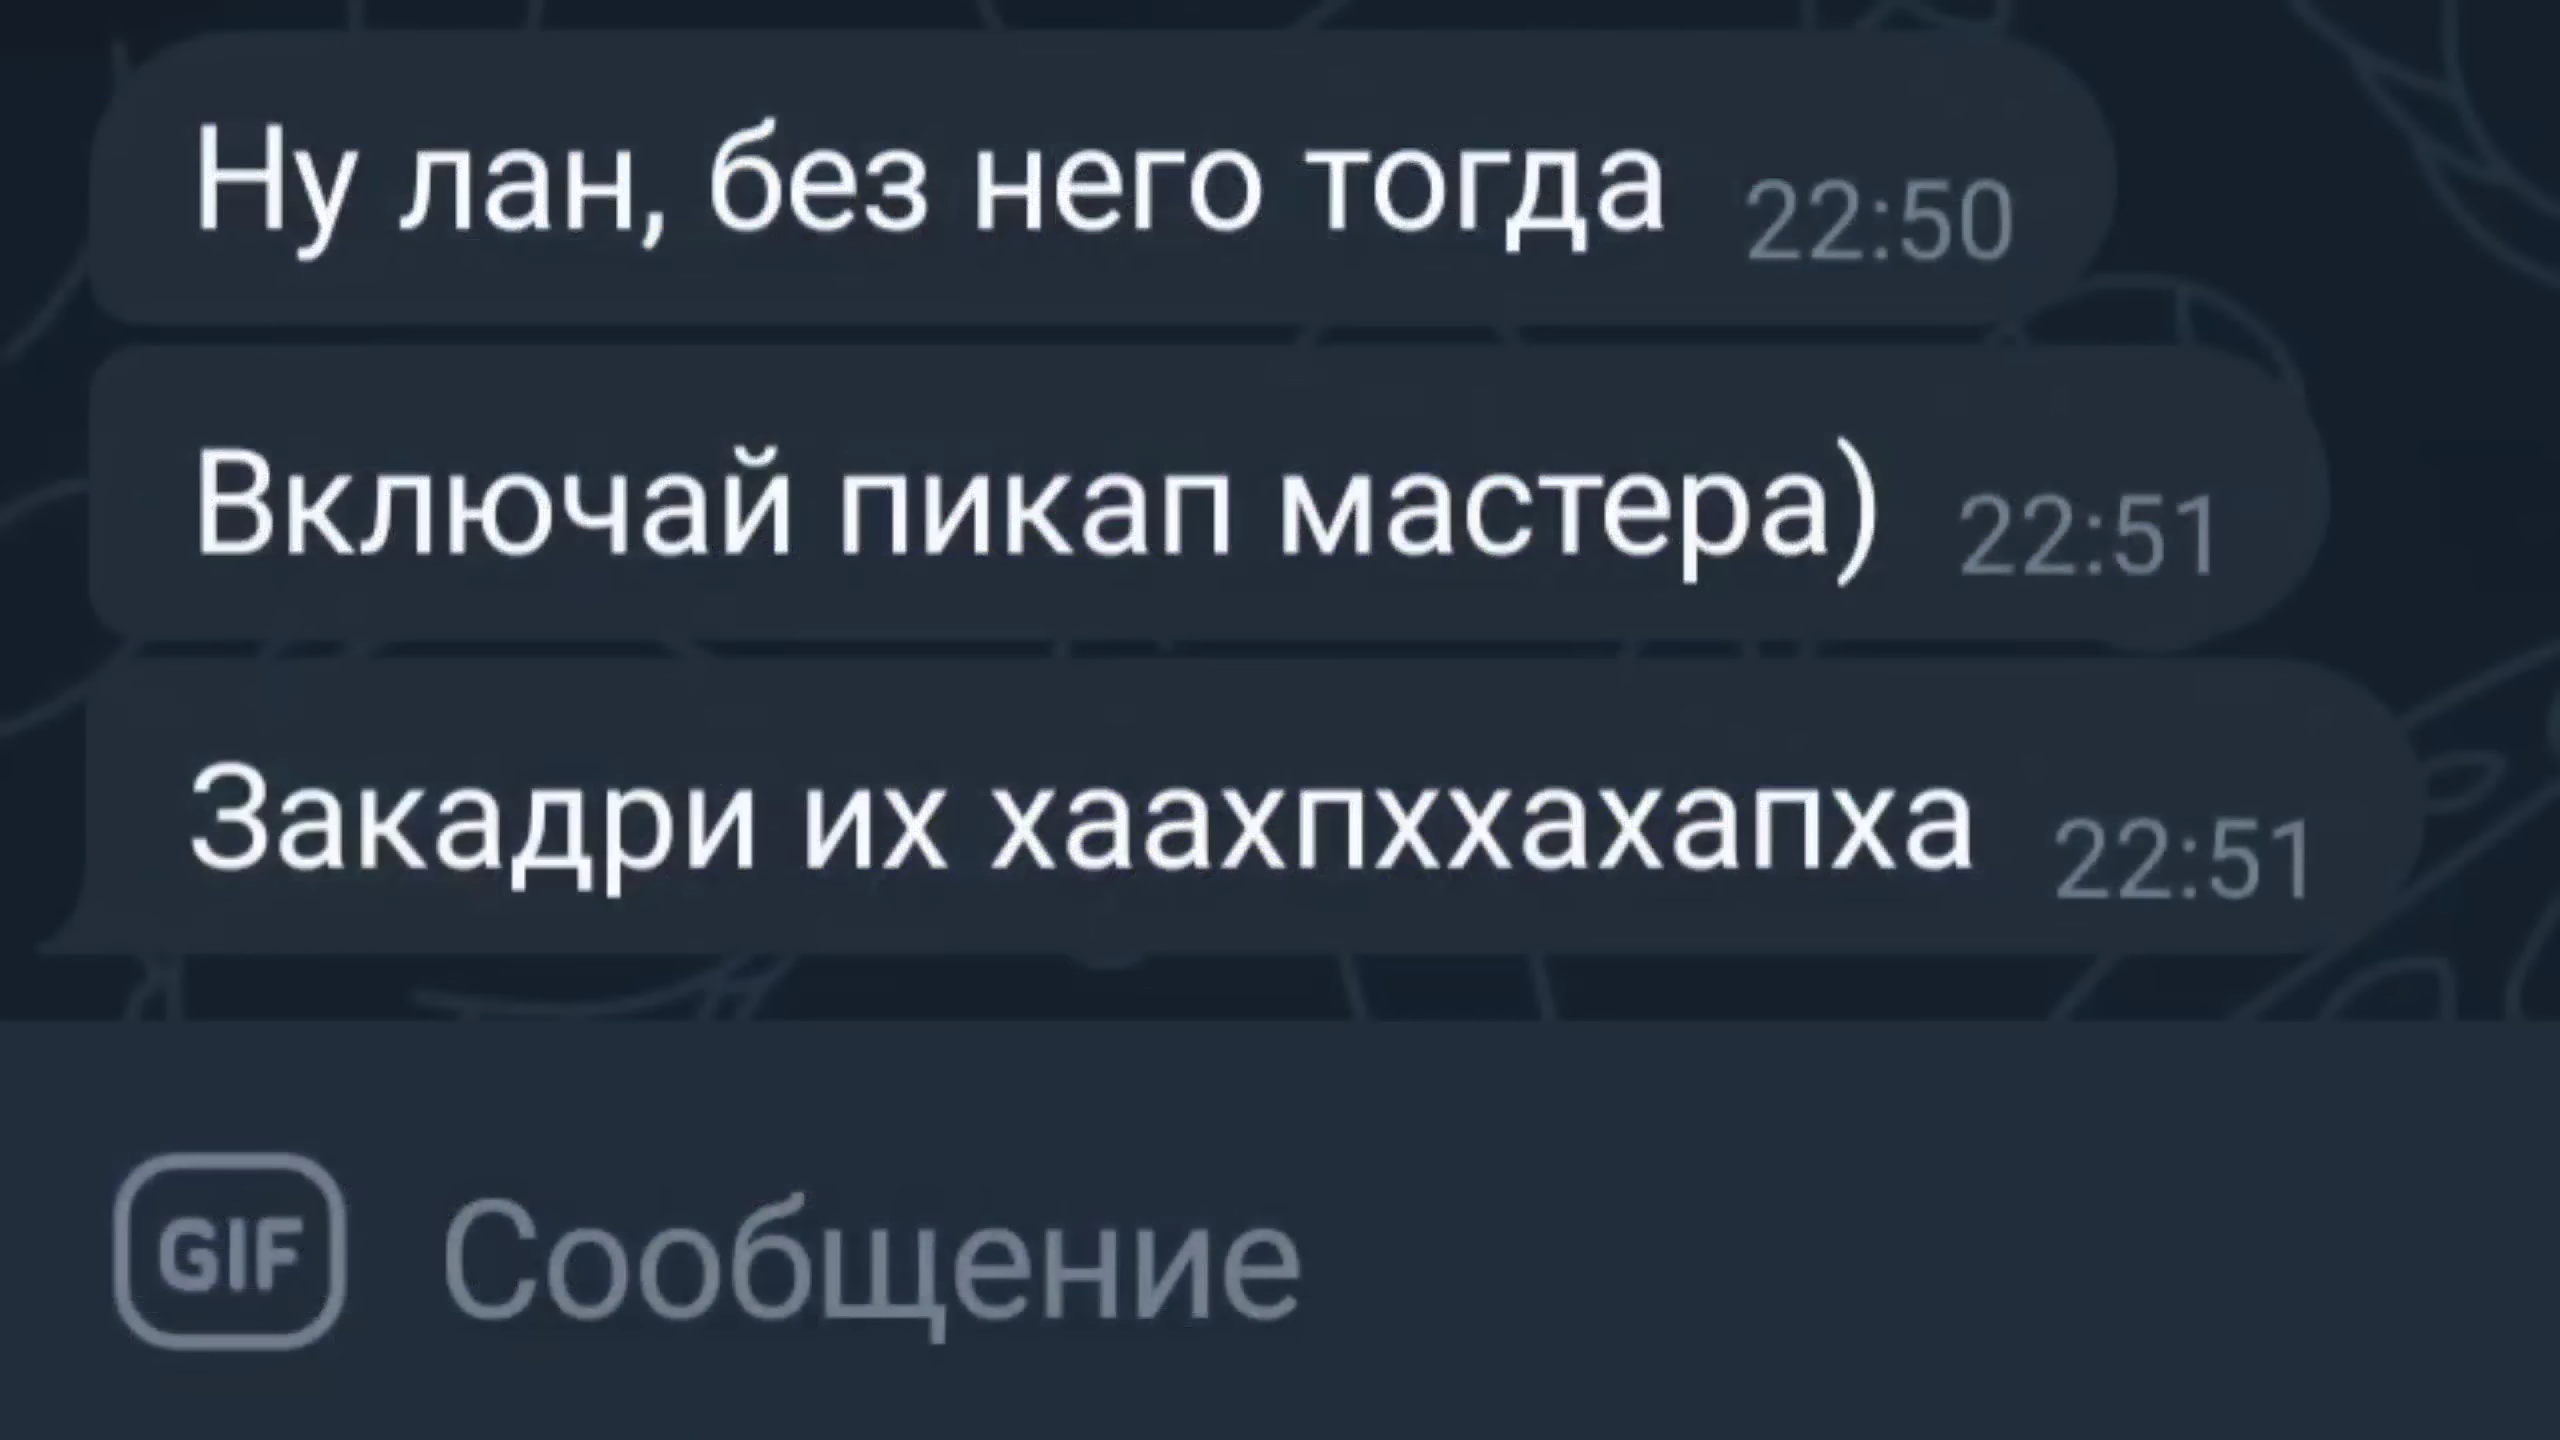 Ну лан, без него тогда 22:50
Включай пикап мастера) 22:51
Закадри их хаахпххахапха 22:51
GIF Сообщение